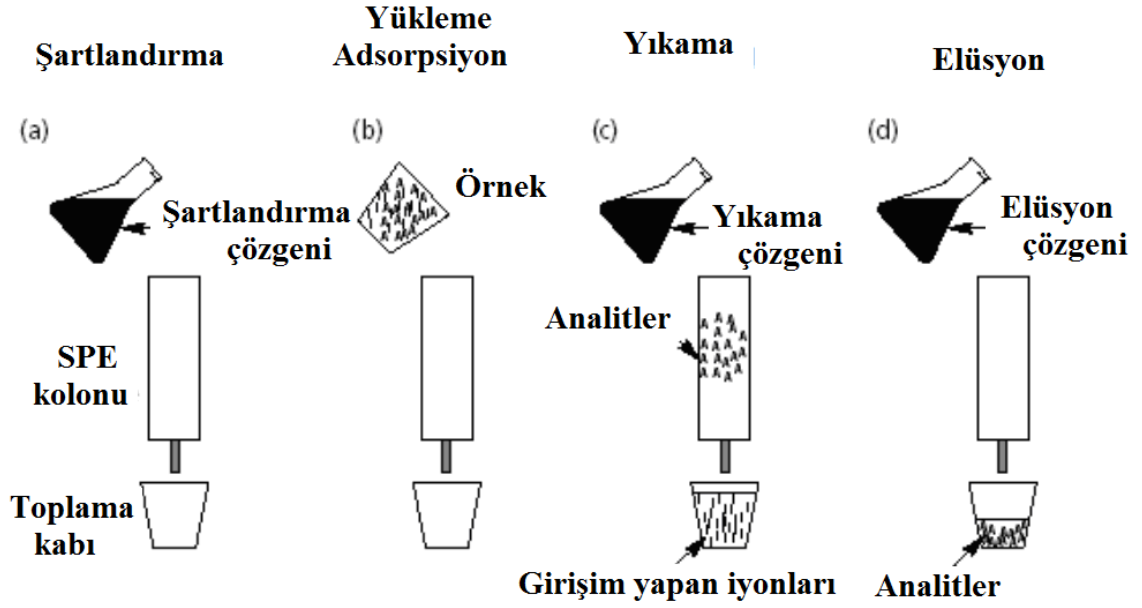 Şartlandırma
Yükleme
Adsorpsiyon
Yıkama
Elüsyon
(a)
(b)
(c)
(d)
Şartlandırma
çözgeni
Örnek
Yıkama
çözgeni
Elüsyon
çözgeni
SPE
kolonu
Analitler
Toplama
kabı
Girişim yapan iyonları
Analitler